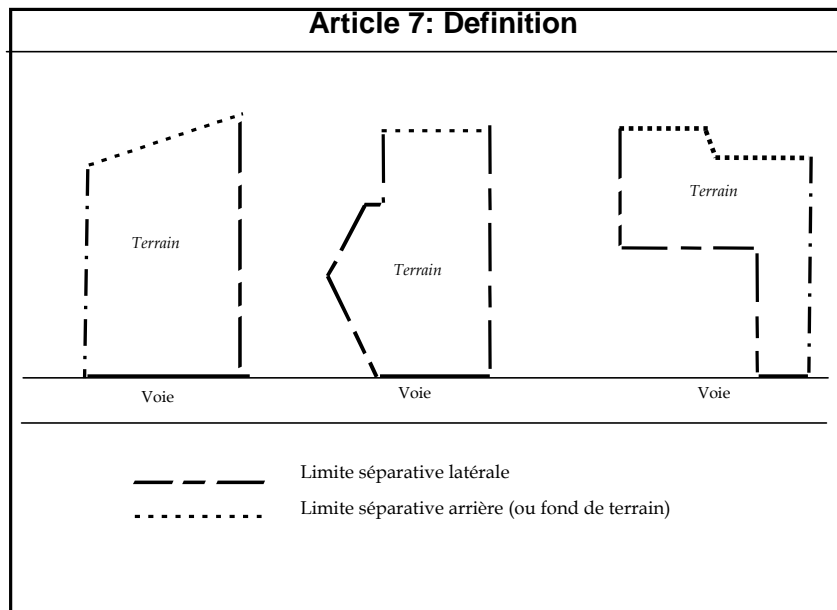 Article 7: Definition
Terrain
Terrain
Terrain
Voie
Voie
Voie
Limite séparative latérale
Limite séparative arrière (ou fond de terrain)